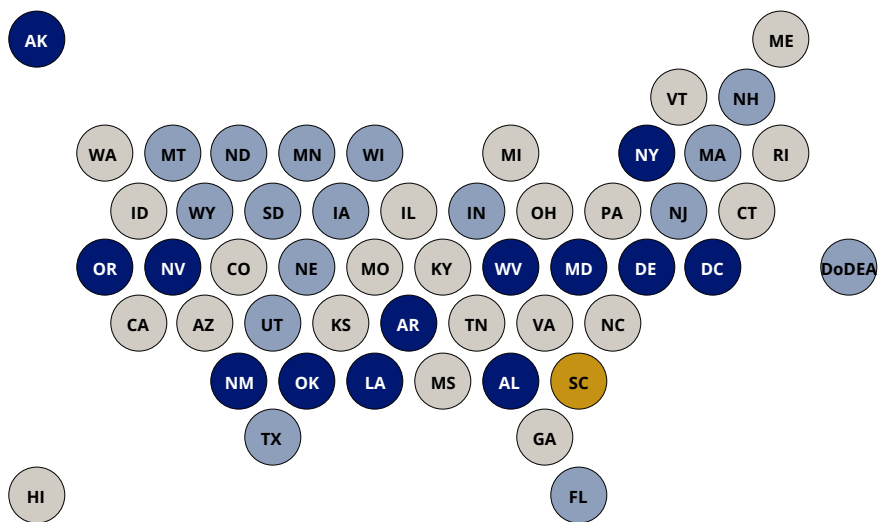 AK ME
VT NH
WA MT ND MN WI MI NY MA RI
ID WY SD IA IL IN OH PA NJ CT
OR NV CO NE MO KY WV MD DE DC DoDEA
CA AZ UT KS AR TN VA NC
NM OK LA MS AL SC
TX GA
HI FL